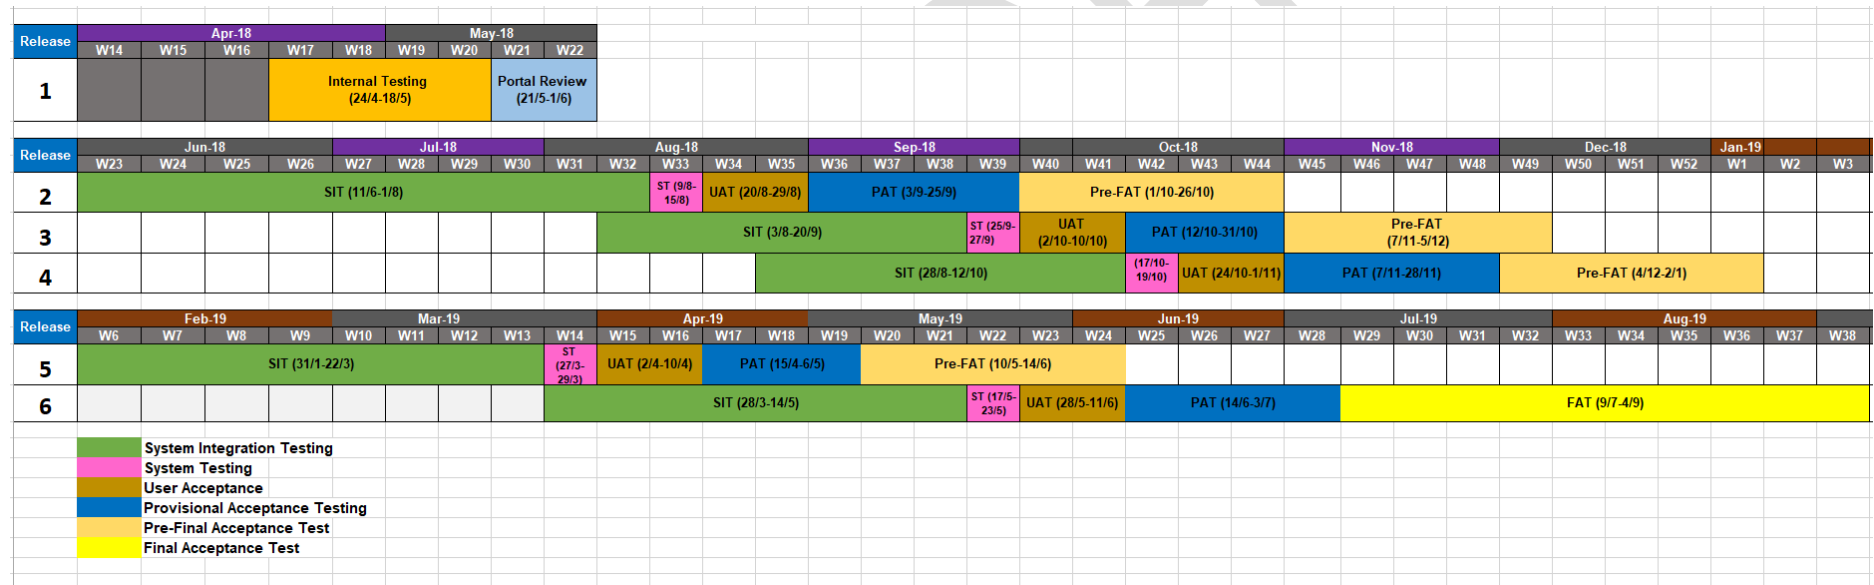 Release Apr-18 May-18
W14 W15 W16 W17 W18 W19 W20 W21 W22
1 Internal Testing Portal Review
(24/4-18/5) (21/5-1/6)
Release Jun-18 Jul-18 Aug-18 Sep-18 Oct-18 Nov-18 Dec-18 Jan-19
W23 W24 W25 W26 W27 W28 W29 W30 W31 W32 W33 W34 W35 W36 W37 W38 W39 W40 W41 W42 W43 W44 W45 W46 W47 W48 W49 W50 W51 W52 W1 W2 W3
2 SIT (11/6-1/8) ST (9/8- UAT (20/8-29/8) PAT (3/9-25/9) Pre-FAT (1/10-26/10)
15/8)
3 SIT (3/8-20/9) ST (25/9- UAT PAT (12/10-31/10) Pre-FAT
27/9) (2/10-10/10) (7/11-5/12)
4 SIT (28/8-12/10) (17/10- UAT (24/10-1/11) PAT (7/11-28/11) Pre-FAT (4/12-2/1)
19/10)
Release Feb-19 Mar-19 Apr-19 May-19 Jun-19 Jul-19 Aug-19
W6 W7 W8 W9 W10 W11 W12 W13 W14 W15 W16 W17 W18 W19 W20 W21 W22 W23 W24 W25 W26 W27 W28 W29 W30 W31 W32 W33 W34 W35 W36 W37 W38
5 SIT (31/1-22/3) ST UAT (2/4-10/4) PAT (15/4-6/5) Pre-FAT (10/5-14/6)
(27/3-
29/3)
6 SIT (28/3-14/5) ST (17/5- UAT (28/5-11/6) PAT (14/6-3/7) FAT (9/7-4/9)
23/5)
System Integration Testing
System Testing
User Acceptance
Provisional Acceptance Testing
Pre-Final Acceptance Test
Final Acceptance Test